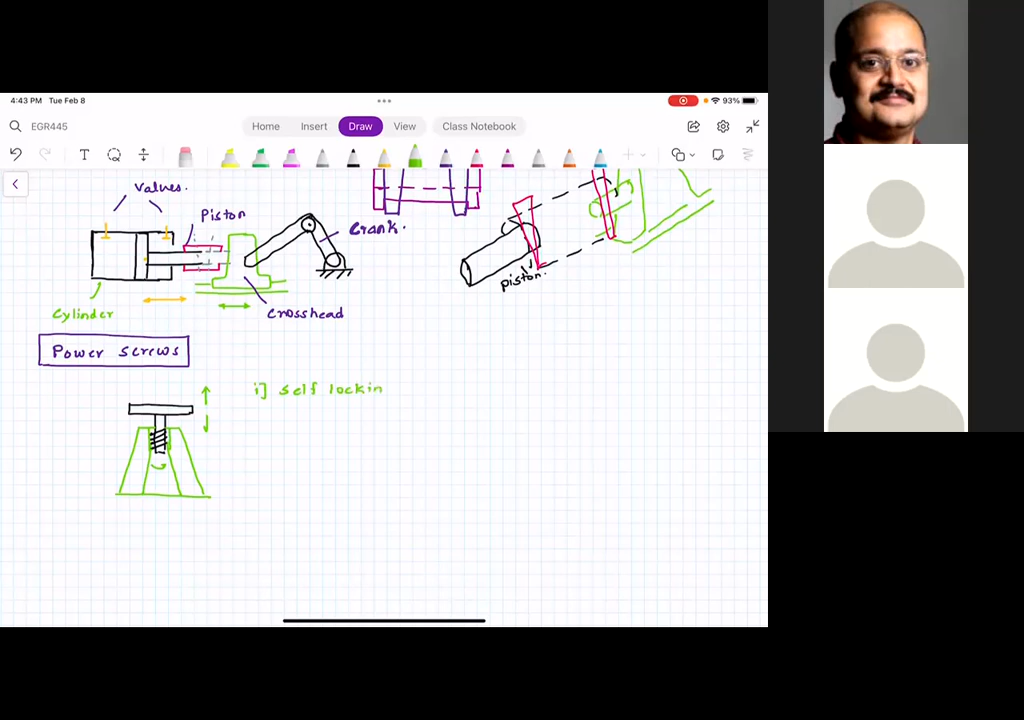 4:43 PM Tue Feb 8
93%
EGR445
Home Insert Draw View Class Notebook
T
Valves.
Piston
Crank.
piston.
Cylinder
Crosshead
Power screws
i] self lockin